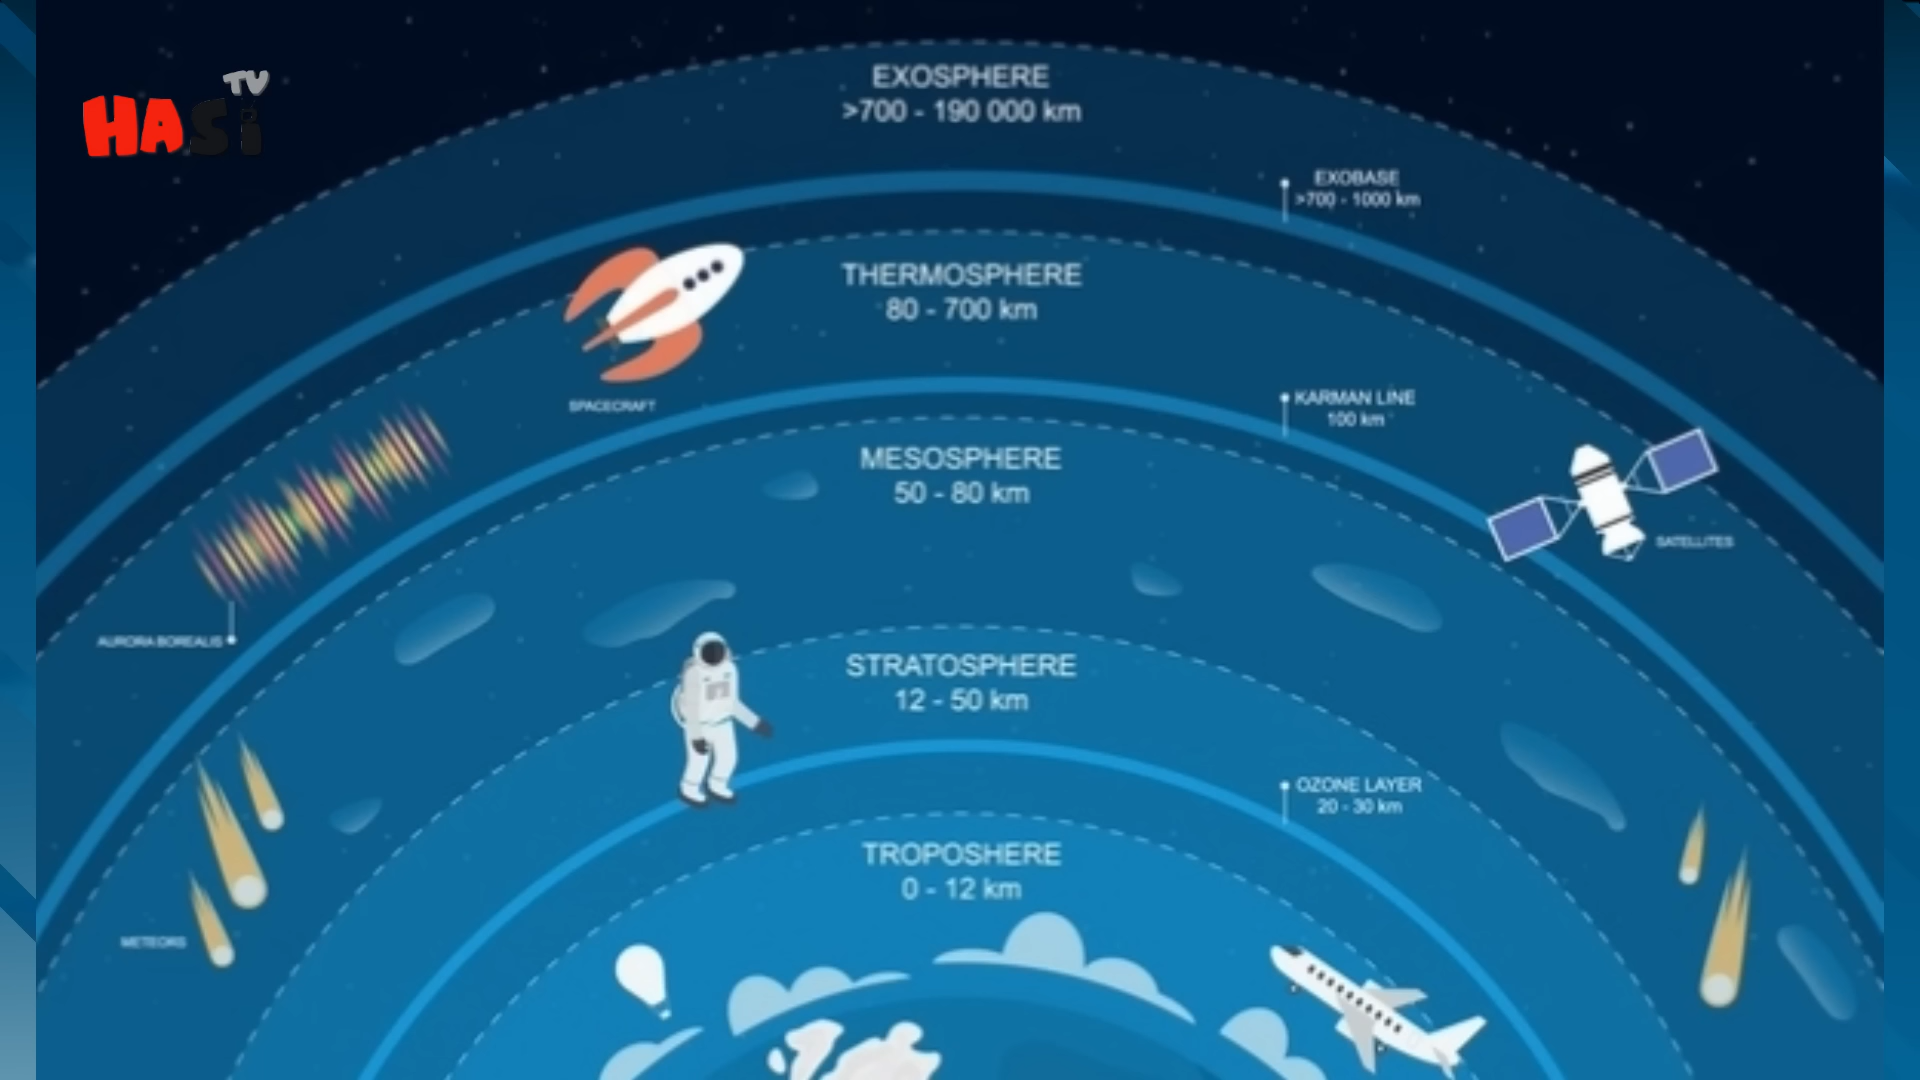 HASi TV
EXOSPHERE
>700 - 190 000 km
EXOBASE
>700 - 1000 km
THERMOSPHERE
80 - 700 km
SPACECRAFT
KARMAN LINE
100 km
MESOSPHERE
50 - 80 km
SATELLITES
AURORA BOREALIS
STRATOSPHERE
12 - 50 km
OZONE LAYER
20 - 30 km
TROPOSHERE
0 - 12 km
METEORS